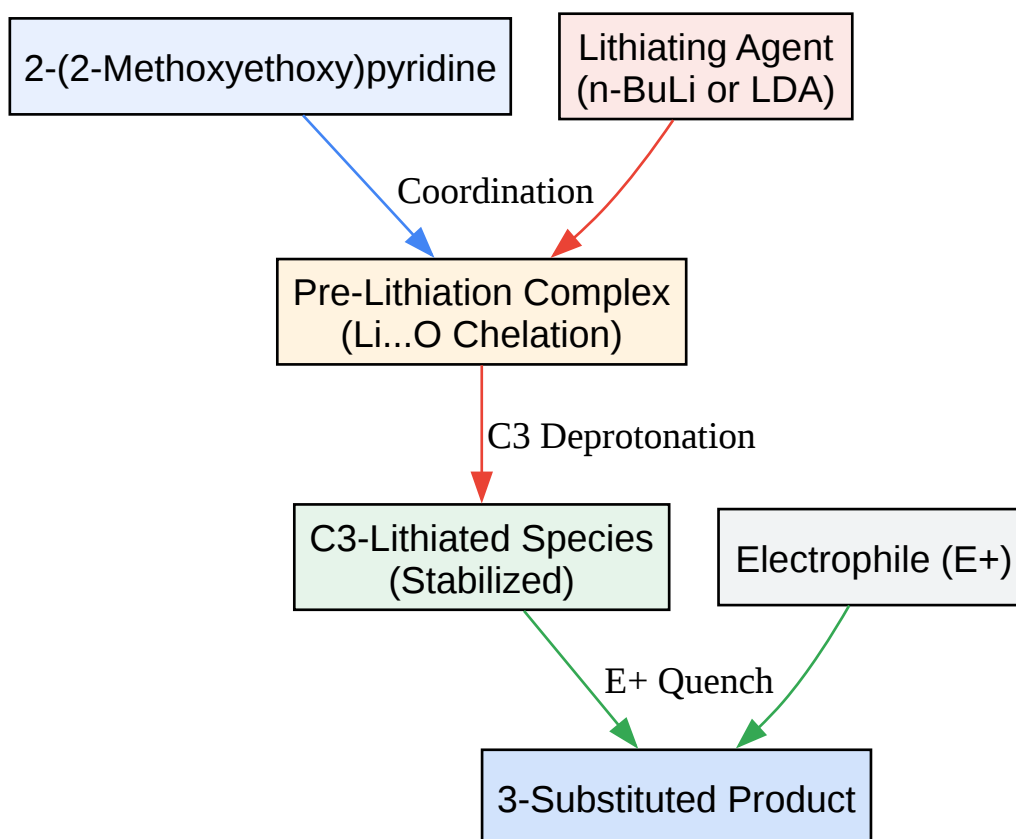 2-(2-Methoxyethoxy)pyridine
Lithiating Agent
(n-BuLi or LDA)
Coordination
Pre-Lithiation Complex
(Li...O Chelation)
C3 Deprotonation
C3-Lithiated Species
(Stabilized)
Electrophile (E+)
E+ Quench
3-Substituted Product